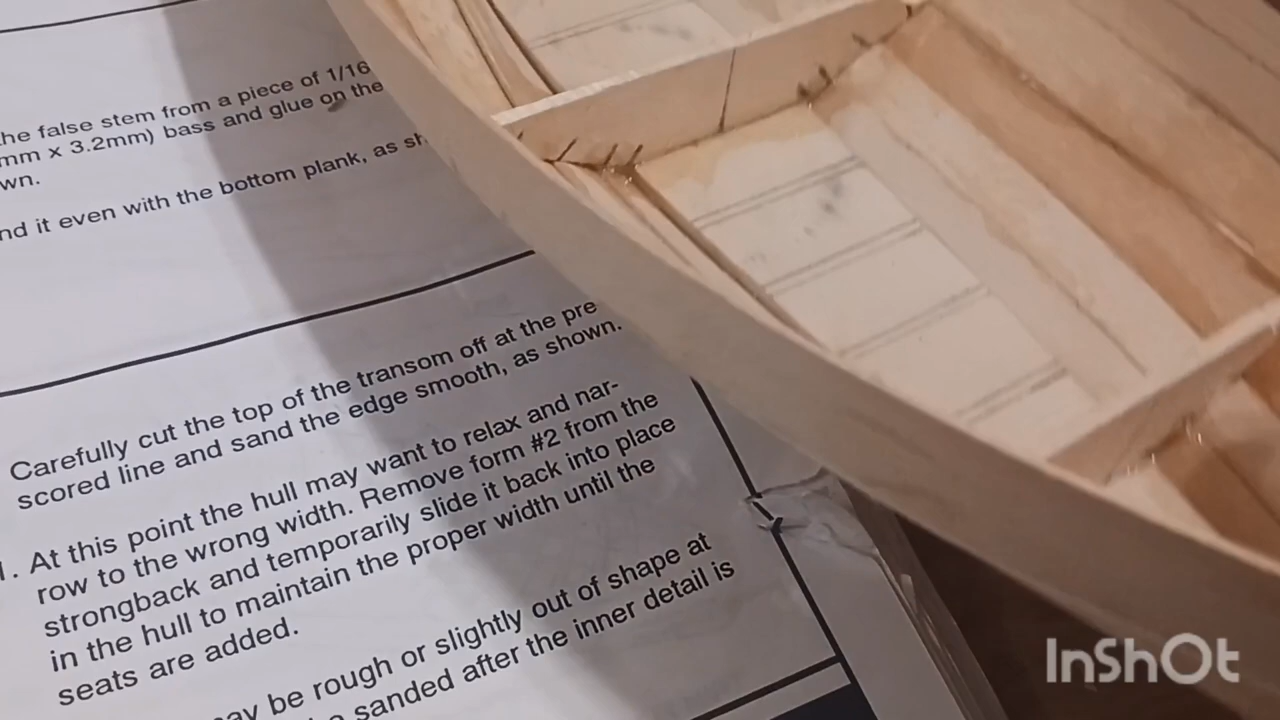 the false stem from a piece of 1/16
mm x 3.2mm) bass and glue on the
wn.
nd it even with the bottom plank, as sh
Carefully cut the top of the transom off at the pre
scored line and sand the edge smooth, as shown.
. At this point the hull may want to relax and nar-
row to the wrong width. Remove form #2 from the
strongback and temporarily slide it back into place
in the hull to maintain the proper width until the
seats are added.
ay be rough or slightly out of shape at
sanded after the inner detail is
InShOt